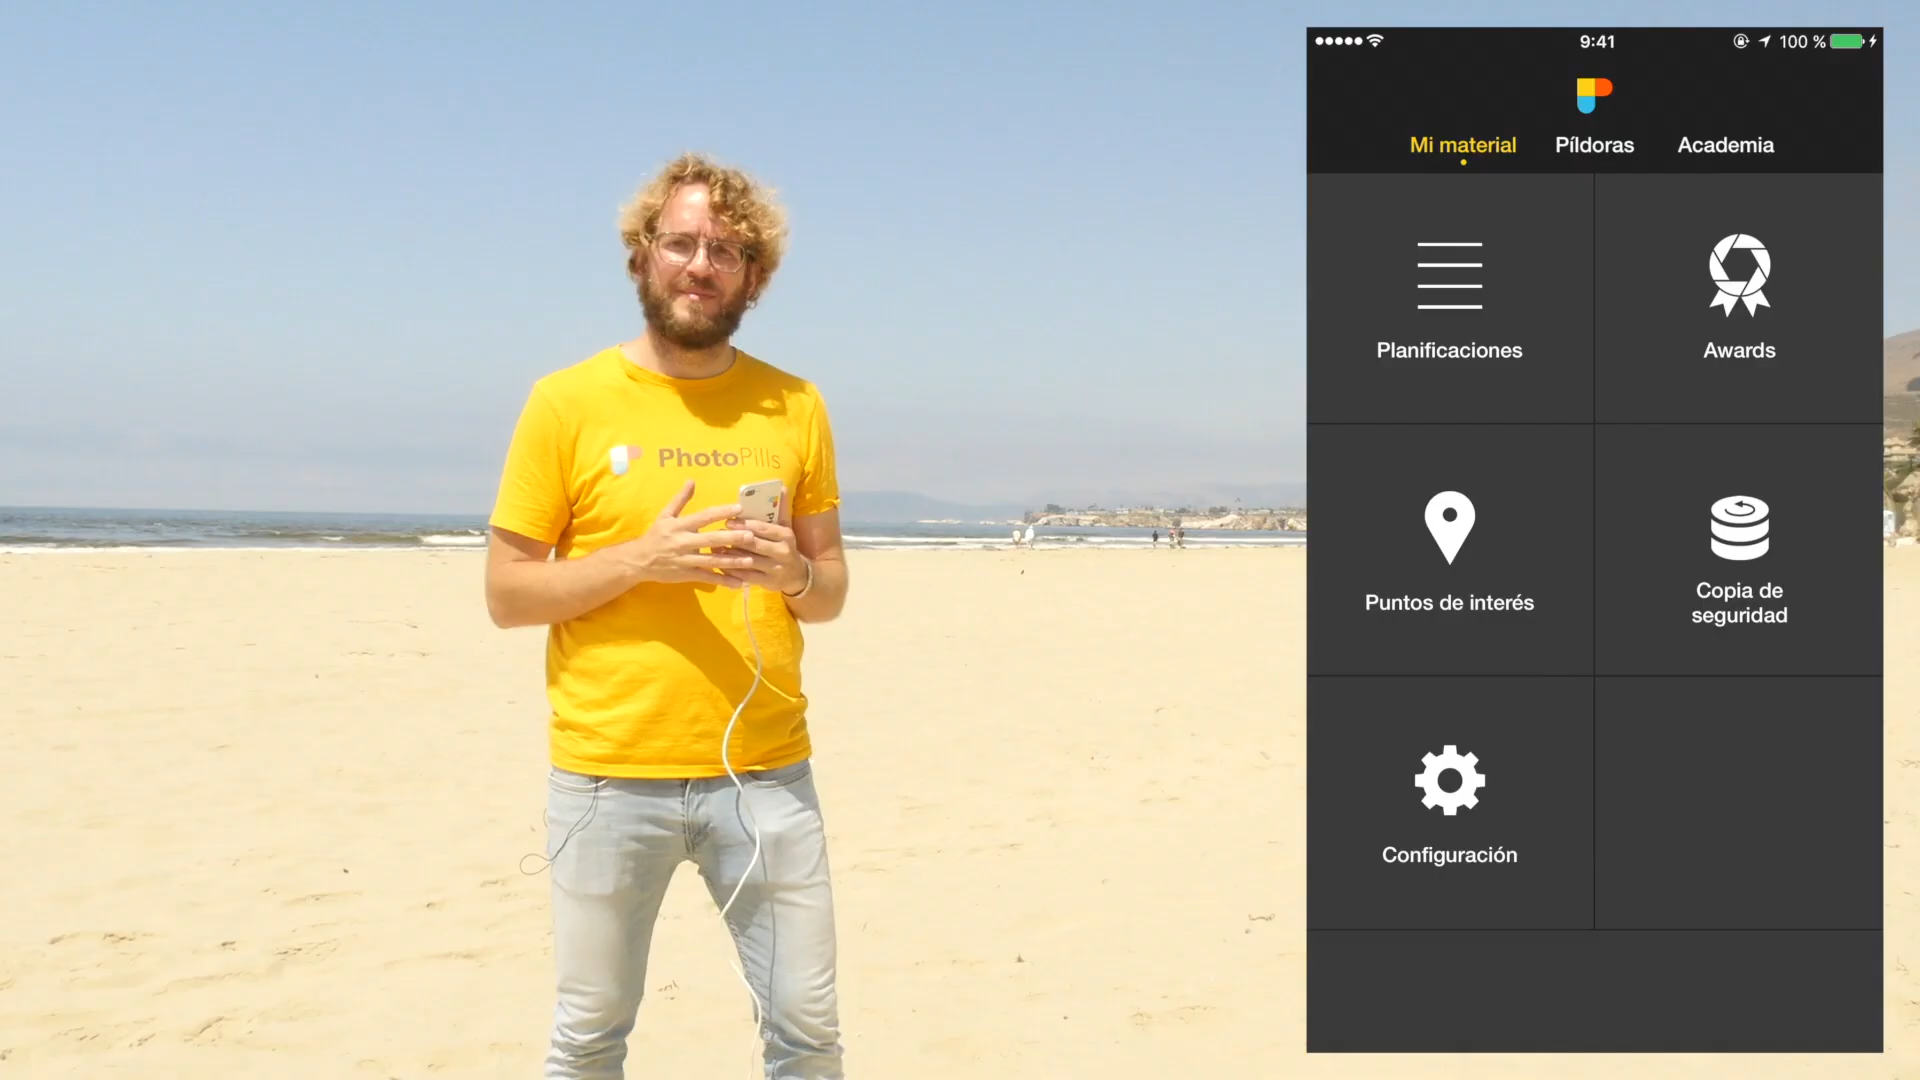 PhotoPills
9:41
100 %
Mi material
Píldoras
Academia
Planificaciones
Awards
Puntos de interés
Copia de
seguridad
Configuración